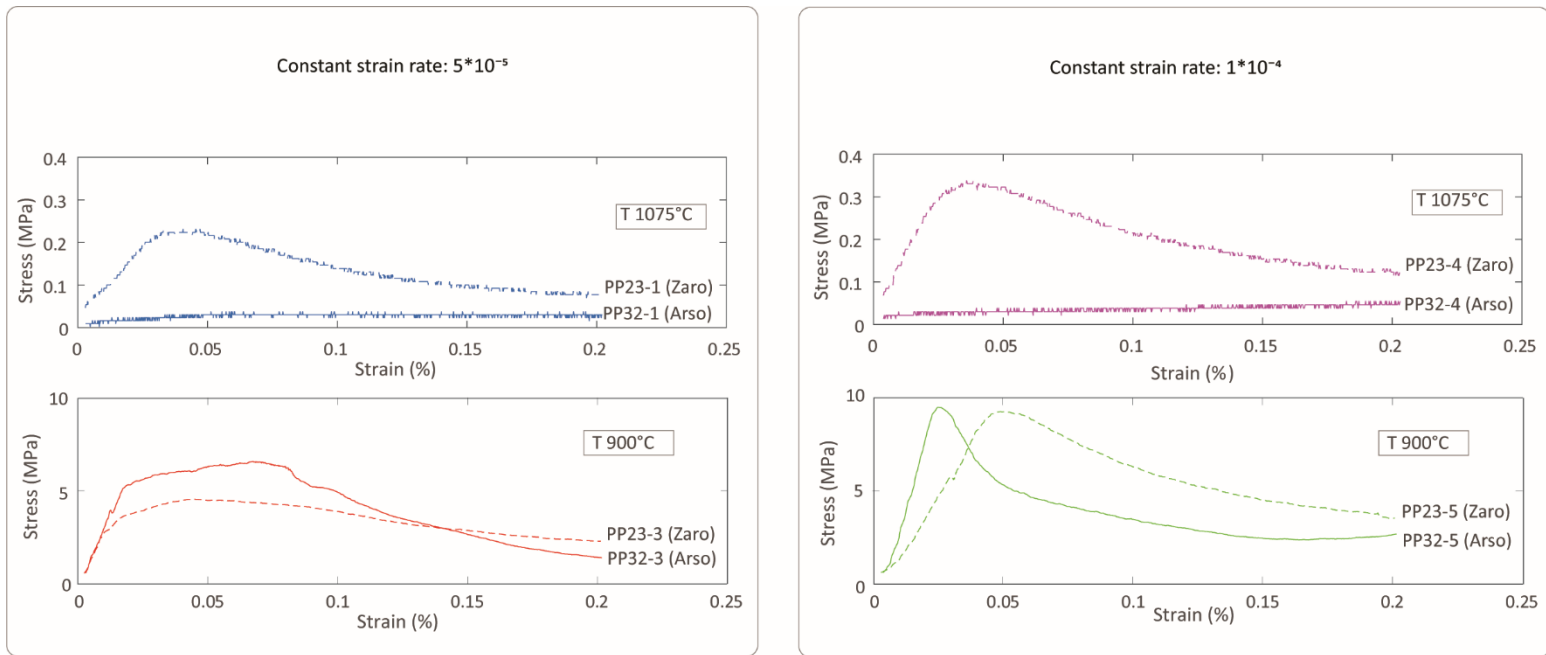 Constant strain rate: 5*10⁻⁵
0.4
0.3
0.2
0.1
0
Stress (MPa)
T 1075°C
PP23-1 (Zaro)
PP32-1 (Arso)
0 0.05 0.1 0.15 0.2 0.25
Strain (%)
10
5
0
Stress (MPa)
T 900°C
PP23-3 (Zaro)
PP32-3 (Arso)
0 0.05 0.1 0.15 0.2 0.25
Strain (%)
Constant strain rate: 1*10⁻⁴
0.4
0.3
0.2
0.1
0
Stress (MPa)
T 1075°C
PP23-4 (Zaro)
PP32-4 (Arso)
0 0.05 0.1 0.15 0.2 0.25
Strain (%)
10
5
0
Stress (MPa)
T 900°C
PP23-5 (Zaro)
PP32-5 (Arso)
0 0.05 0.1 0.15 0.2 0.25
Strain (%)